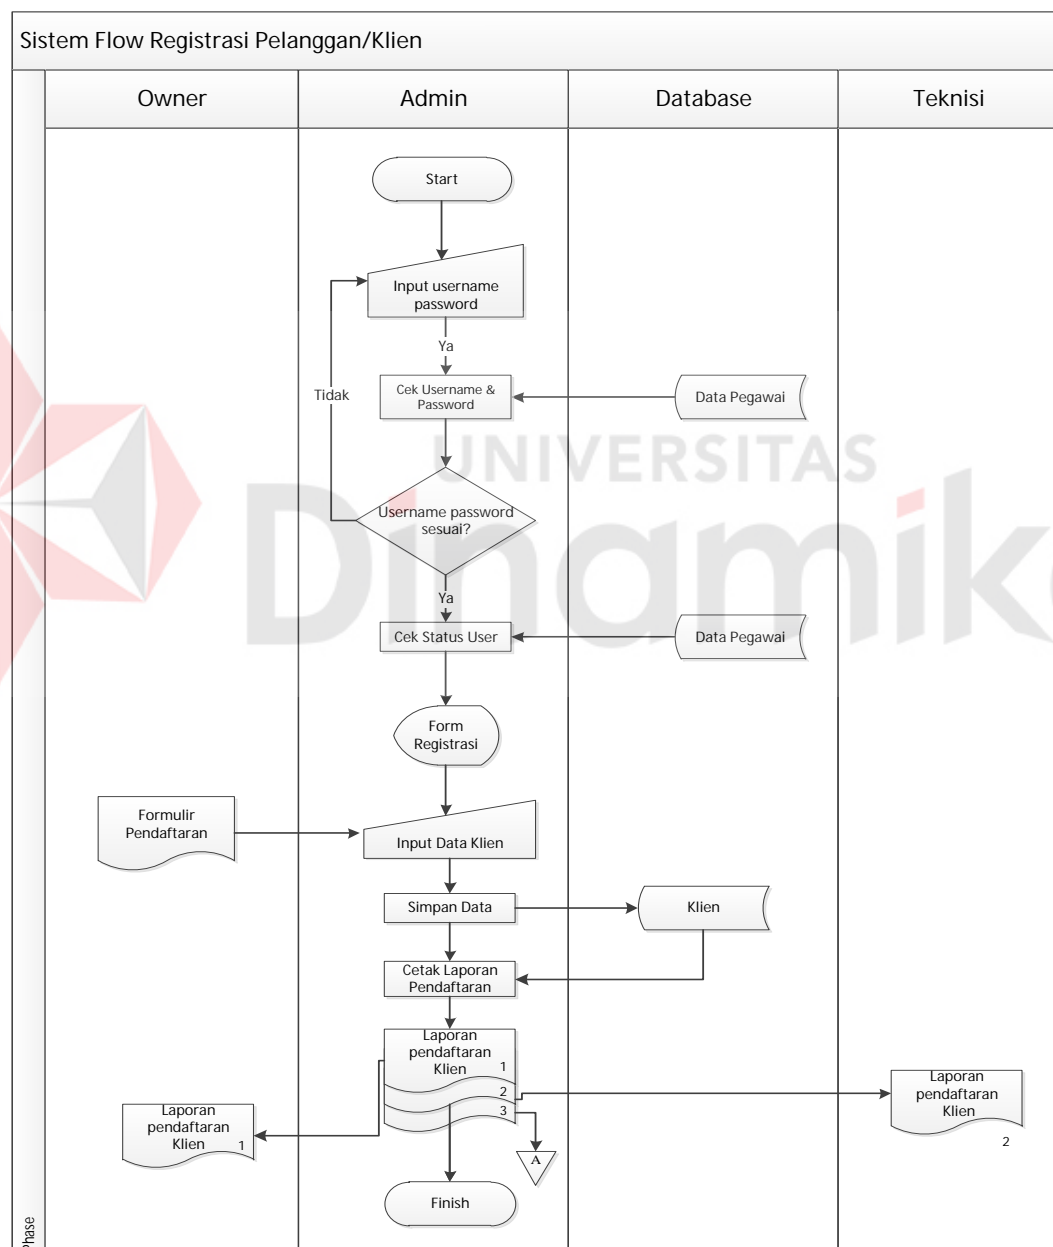 Sistem Flow Registrasi Pelanggan/Klien
Owner
Admin
Database
Teknisi
Start
Input username
password
Ya
Tidak
Cek Username &
Password
Data Pegawai
UNIVERSITAS
Dinamika
Username password
sesuai?
Ya
Cek Status User
Data Pegawai
Form
Registrasi
Formulir
Pendaftaran
Input Data Klien
Simpan Data
Klien
Cetak Laporan
Pendaftaran
Laporan
pendaftaran
Klien
1
2
3
Laporan
pendaftaran
Klien
2
Laporan
pendaftaran
Klien
1
A
Finish
Phase